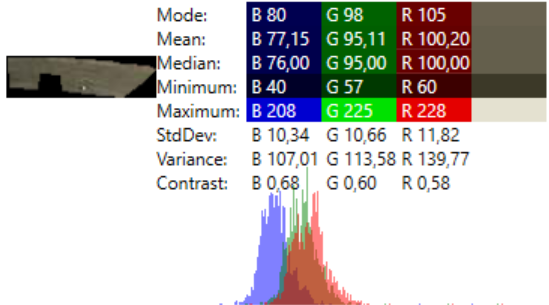 Mode: B 80 G 98 R 105
Mean: B 77,15 G 95,11 R 100,20
Median: B 76,00 G 95,00 R 100,00
Minimum: B 40 G 57 R 60
Maximum: B 208 G 225 R 228
StdDev: B 10,34 G 10,66 R 11,82
Variance: B 107,01 G 113,58 R 139,77
Contrast: B 0,68 G 0,60 R 0,58